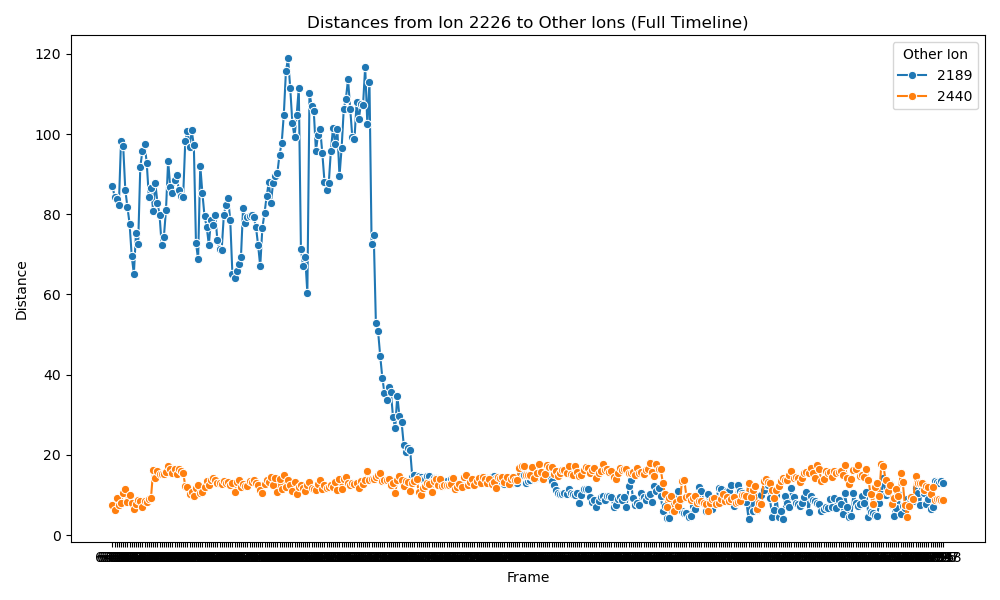 Distances from Ion 2226 to Other Ions (Full Timeline)
Other Ion
2189
2440
120
100
80
60
40
20
0
Distance
Frame